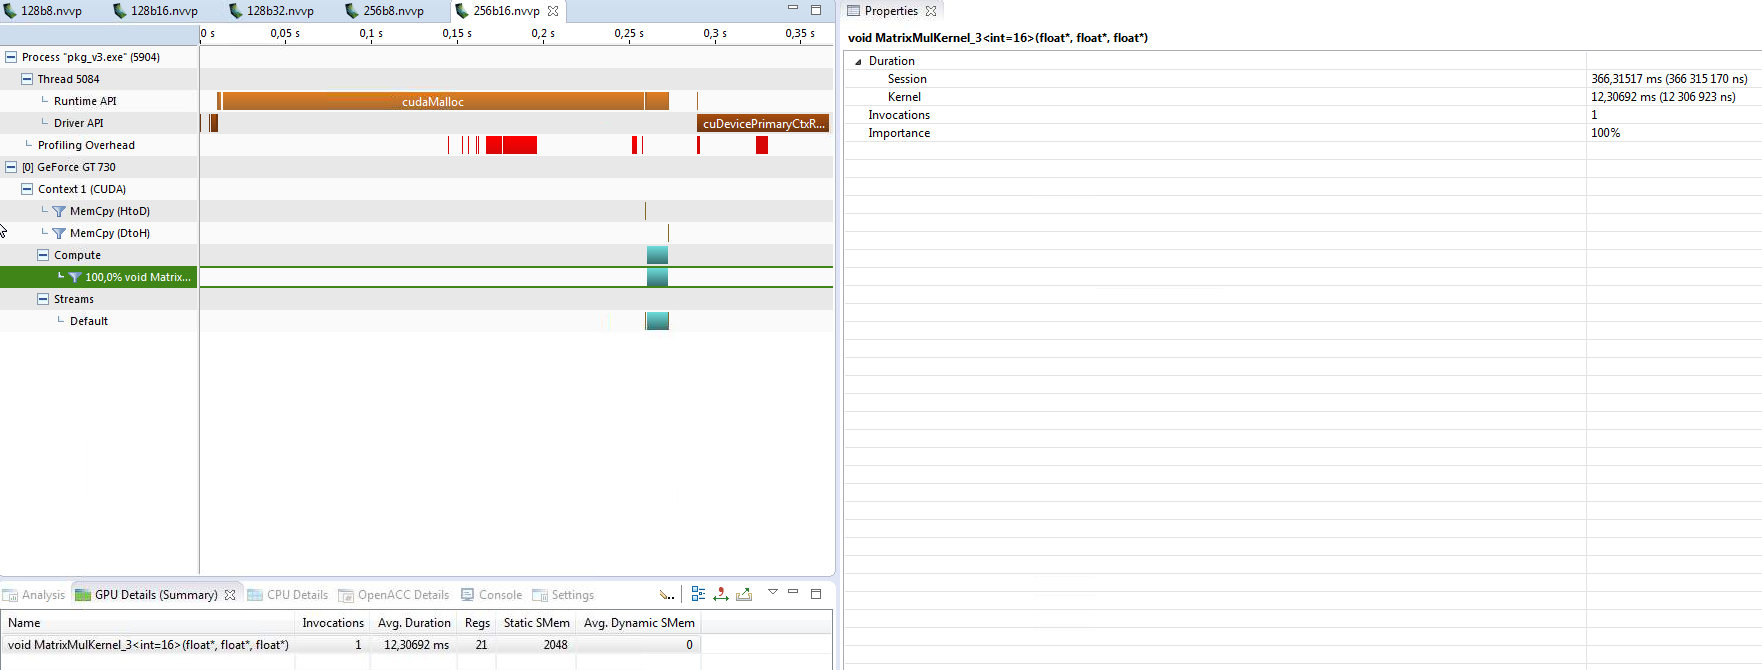 128b8.nvvp 128b16.nvvp 128b32.nvvp 256b8.nvvp 256b16.nvvp
0 s 0,05 s 0,1 s 0,15 s 0,2 s 0,25 s 0,3 s 0,35 s
Process "pkg_v3.exe" (5904)
Thread 5084
Runtime API cudaMalloc
Driver API cuDevicePrimaryCtxR...
Profiling Overhead
[0] GeForce GT 730
Context 1 (CUDA)
MemCpy (HtoD)
MemCpy (DtoH)
Compute
100,0% void Matrix...
Streams
Default
Analysis GPU Details (Summary) CPU Details OpenACC Details Console Settings
Name Invocations Avg. Duration Regs Static SMem Avg. Dynamic SMem
void MatrixMulKernel_3<int=16>(float*, float*, float*) 1 12,30692 ms 21 2048 0
Properties
void MatrixMulKernel_3<int=16>(float*, float*, float*)
Duration
Session 366,31517 ms (366 315 170 ns)
Kernel 12,30692 ms (12 306 923 ns)
Invocations 1
Importance 100%